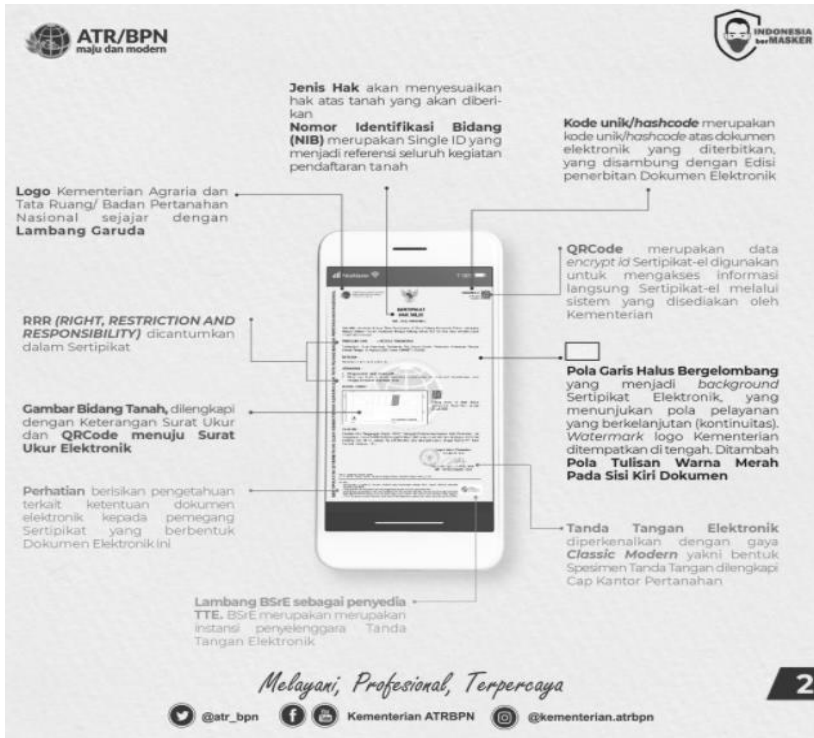 ATR/BPN
maju dan modern
INDONESIA
berMASKER
Jenis Hak akan menyesuaikan
hak atas tanah yang akan diberi-
kan
Nomor Identifikasi Bidang
(NIB) merupakan Single ID yang
menjadi referensi seluruh kegiatan
pendaftaran tanah
Kode unik/hashcode merupakan
kode unik/hashcode atas dokumen
elektronik yang diterbitkan,
yang disambung dengan Edisi
penerbitan Dokumen Elektronik
Logo Kementerian Agraria dan
Tata Ruang/ Badan Pertanahan
Nasional sejajar dengan
Lambang Garuda
QRCode merupakan data
encrypt id Sertipikat-el digunakan
untuk mengakses informasi
langsung Sertipikat-el melalui
sistem yang disediakan oleh
Kementerian
RRR (RIGHT, RESTRICTION AND
RESPONSIBILITY) dicantumkan
dalam Sertipikat
Pola Garis Halus Bergelombang
yang menjadi background
Sertipikat Elektronik, yang
menunjukan pola pelayanan
yang berkelanjutan (kontinuitas).
Watermark logo Kementerian
ditempatkan di tengah. Ditambah
Pola Tulisan Warna Merah
Pada Sisi Kiri Dokumen
Gambar Bidang Tanah, dilengkapi
dengan Keterangan Surat Ukur
dan QRCode menuju Surat
Ukur Elektronik
Perhatian berisikan pengetahuan
terkait ketentuan dokumen
elektronik kepada pemegang
Sertipikat yang berbentuk
Dokumen Elektronik Ini
Tanda Tangan Elektronik
diperkenalkan dengan gaya
Classic Modern yakni bentuk
Spesimen Tanda Tangan dilengkapi
Cap Kantor Pertanahan
Lambang BSrE sebagai penyedia
TTE. BSrE merupakan merupakan
instansi penyelenggara Tanda
Tangan Elektronik
SERTIPIKAT
HAK MILIK
Melayani, Profesional, Terpercaya
2
@atr_bpn
Kementerian ATRBPN
@kementerian.atrbpn